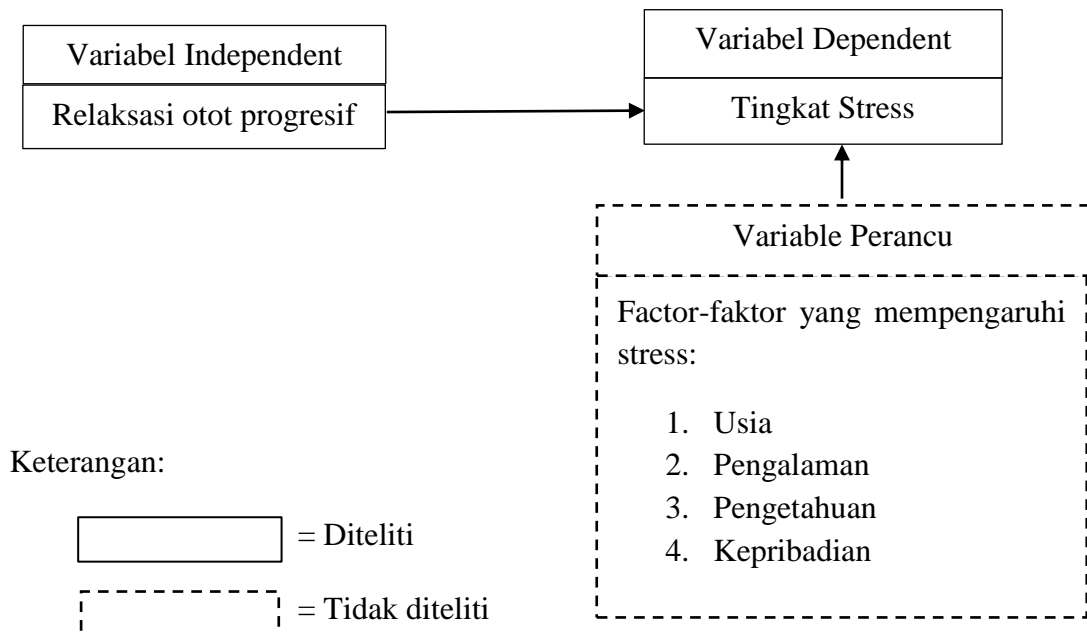 Variabel Independent
Relaksasi otot progresif
Variabel Dependent
Tingkat Stress
Variable Perancu
Factor-faktor yang mempengaruhi
stress:
1. Usia
2. Pengalaman
3. Pengetahuan
4. Kepribadian
Keterangan:
= Diteliti
= Tidak diteliti